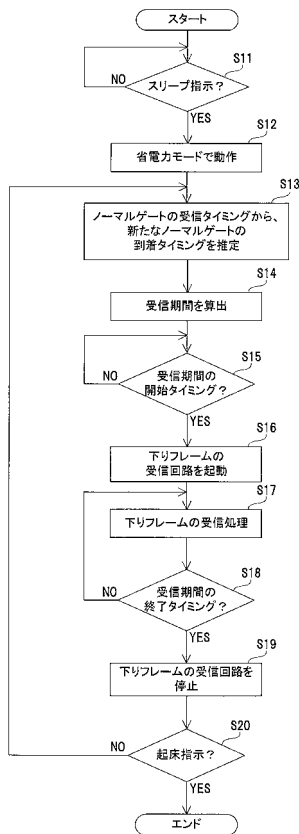 スタート
S11
スリープ指示？
NO
YES
S12
省電力モードで動作
S13
ノーマルゲートの受信タイミングから、
新たなノーマルゲートの
到着タイミングを推定
S14
受信期間を算出
S15
受信期間の
開始タイミング？
NO
YES
S16
下りフレームの
受信回路を起動
S17
下りフレームの受信処理
S18
受信期間の
終了タイミング？
NO
YES
S19
下りフレームの受信回路を
停止
S20
起床指示？
NO
YES
エンド